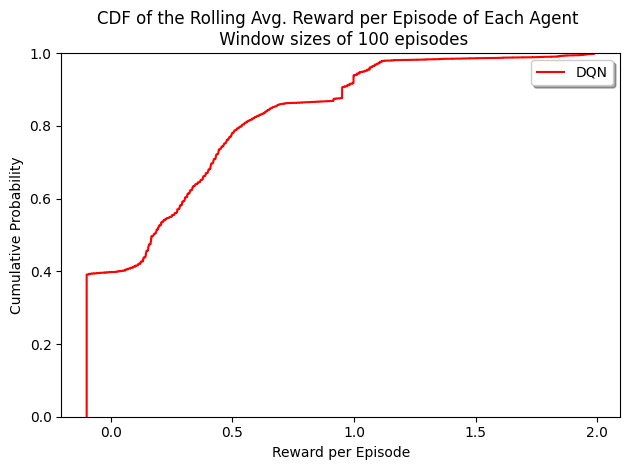 CDF of the Rolling Avg. Reward per Episode of Each Agent
Window sizes of 100 episodes
DQN
Cumulative Probability
1.0
0.8
0.6
0.4
0.2
0.0
0.0 0.5 1.0 1.5 2.0
Reward per Episode